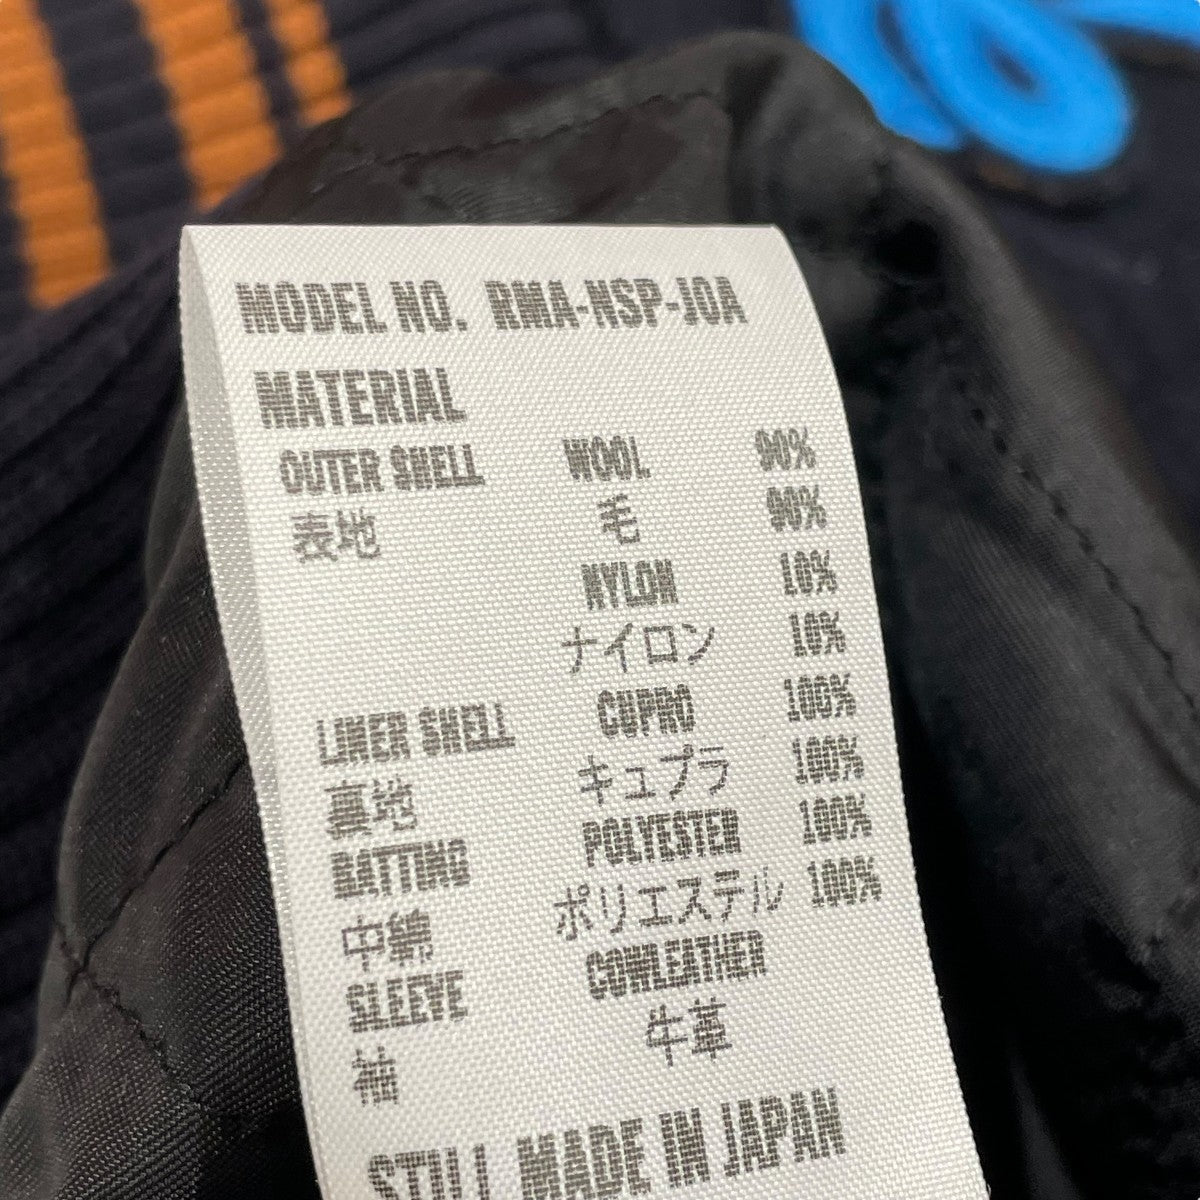 MODEL NO. RMA-NSP-JOA
MATERIAL
OUTER SHELL WOOL 90%
表地 毛 90%
NYLON 10%
ナイロン 10%
LINER SHELL CUPRO 100%
裏地 キュプラ 100%
BATTING POLYESTER 100%
中綿 ポリエステル 100%
SLEEVE COWLEATHER
袖 牛革
STILL MADE IN JAPAN